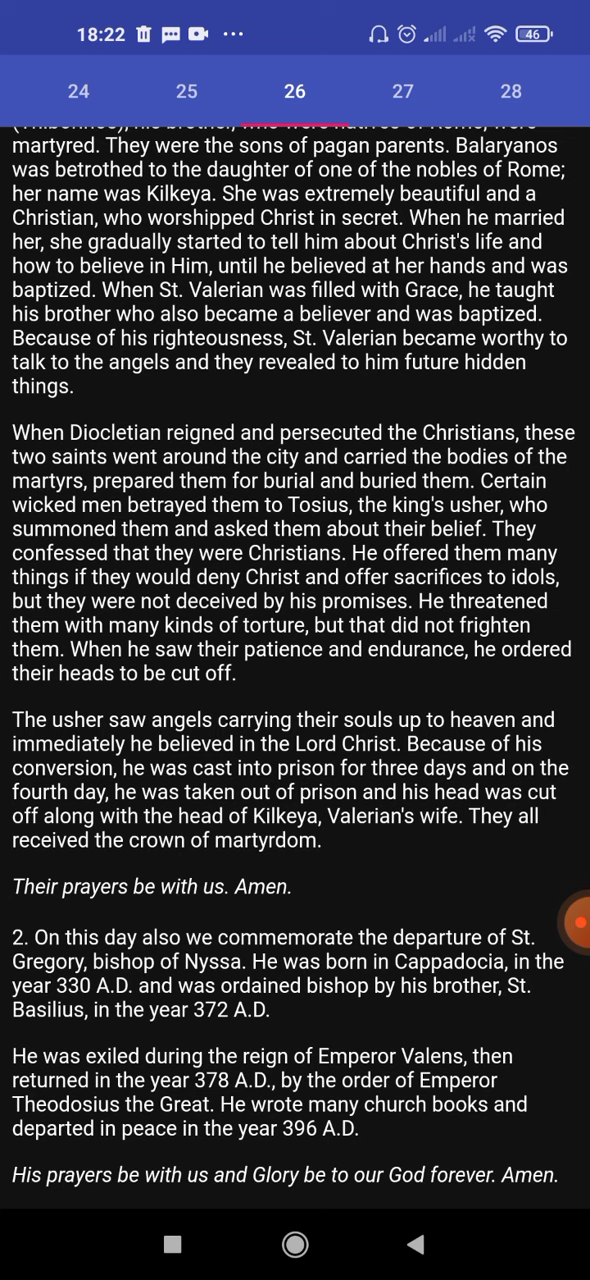 18:22
46
24 25 26 27 28
martyred. They were the sons of pagan parents. Balaryanos
was betrothed to the daughter of one of the nobles of Rome;
her name was Kilkeya. She was extremely beautiful and a
Christian, who worshipped Christ in secret. When he married
her, she gradually started to tell him about Christ's life and
how to believe in Him, until he believed at her hands and was
baptized. When St. Valerian was filled with Grace, he taught
his brother who also became a believer and was baptized.
Because of his righteousness, St. Valerian became worthy to
talk to the angels and they revealed to him future hidden
things.
When Diocletian reigned and persecuted the Christians, these
two saints went around the city and carried the bodies of the
martyrs, prepared them for burial and buried them. Certain
wicked men betrayed them to Tosius, the king's usher, who
summoned them and asked them about their belief. They
confessed that they were Christians. He offered them many
things if they would deny Christ and offer sacrifices to idols,
but they were not deceived by his promises. He threatened
them with many kinds of torture, but that did not frighten
them. When he saw their patience and endurance, he ordered
their heads to be cut off.
The usher saw angels carrying their souls up to heaven and
immediately he believed in the Lord Christ. Because of his
conversion, he was cast into prison for three days and on the
fourth day, he was taken out of prison and his head was cut
off along with the head of Kilkeya, Valerian's wife. They all
received the crown of martyrdom.
Their prayers be with us. Amen.
2. On this day also we commemorate the departure of St.
Gregory, bishop of Nyssa. He was born in Cappadocia, in the
year 330 A.D. and was ordained bishop by his brother, St.
Basilius, in the year 372 A.D.
He was exiled during the reign of Emperor Valens, then
returned in the year 378 A.D., by the order of Emperor
Theodosius the Great. He wrote many church books and
departed in peace in the year 396 A.D.
His prayers be with us and Glory be to our God forever. Amen.